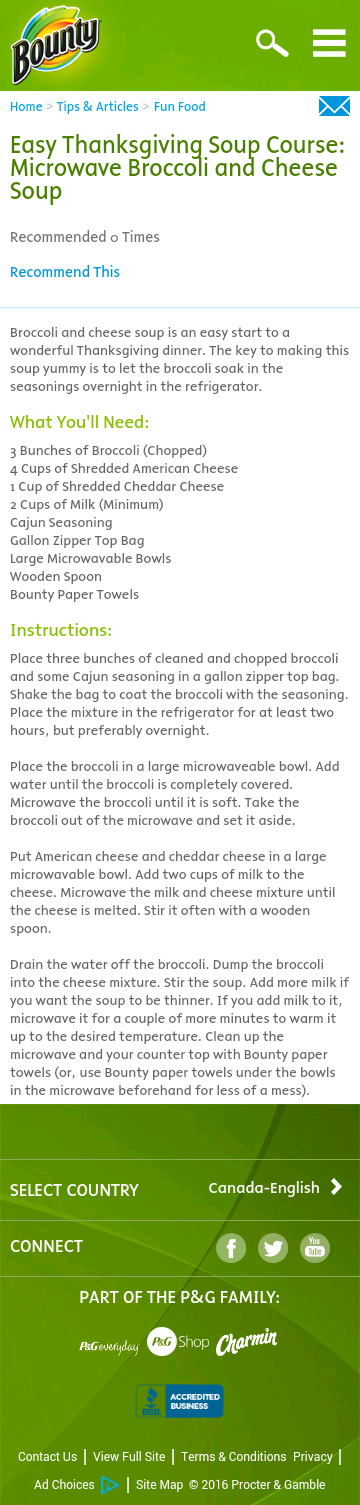 Bounty
Home > Tips & Articles > Fun Food
Easy Thanksgiving Soup Course:
Microwave Broccoli and Cheese
Soup
Recommended 0 Times
Recommend This
Broccoli and cheese soup is an easy start to a
wonderful Thanksgiving dinner. The key to making this
soup yummy is to let the broccoli soak in the
seasonings overnight in the refrigerator.
What You'll Need:
3 Bunches of Broccoli (Chopped)
4 Cups of Shredded American Cheese
1 Cup of Shredded Cheddar Cheese
2 Cups of Milk (Minimum)
Cajun Seasoning
Gallon Zipper Top Bag
Large Microwavable Bowls
Wooden Spoon
Bounty Paper Towels
Instructions:
Place three bunches of cleaned and chopped broccoli
and some Cajun seasoning in a gallon zipper top bag.
Shake the bag to coat the broccoli with the seasoning.
Place the mixture in the refrigerator for at least two
hours, but preferably overnight.
Place the broccoli in a large microwaveable bowl. Add
water until the broccoli is completely covered.
Microwave the broccoli until it is soft. Take the
broccoli out of the microwave and set it aside.
Put American cheese and cheddar cheese in a large
microwavable bowl. Add two cups of milk to the
cheese. Microwave the milk and cheese mixture until
the cheese is melted. Stir it often with a wooden
spoon.
Drain the water off the broccoli. Dump the broccoli
into the cheese mixture. Stir the soup. Add more milk if
you want the soup to be thinner. If you add milk to it,
microwave it for a couple of more minutes to warm it
up to the desired temperature. Clean up the
microwave and your counter top with Bounty paper
towels (or, use Bounty paper towels under the bowls
in the microwave beforehand for less of a mess).
SELECT COUNTRY Canada-English
CONNECT You Tube
PART OF THE P&G FAMILY:
P&G everyday P&G Shop Charmin
BBB. ACCREDITED BUSINESS
Contact Us | View Full Site | Terms & Conditions Privacy |
Ad Choices | Site Map © 2016 Procter & Gamble